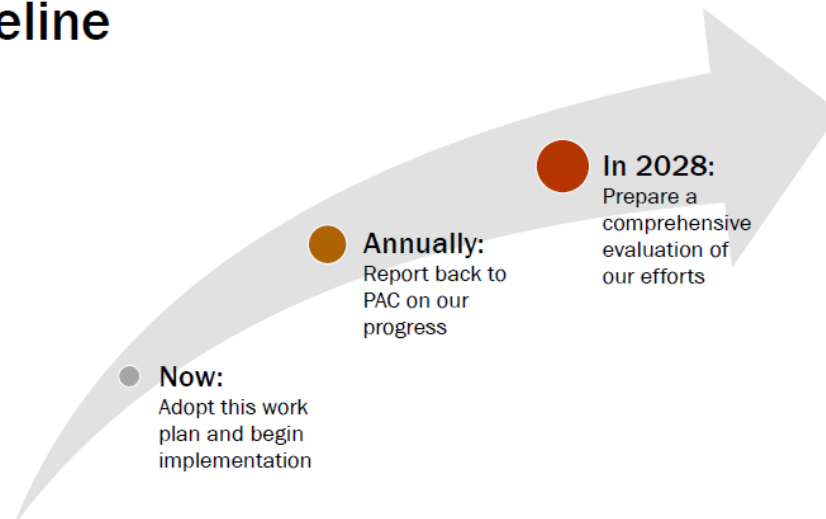 eline
Now:
Adopt this work
plan and begin
implementation
Annually:
Report back to
PAC on our
progress
In 2028:
Prepare a
comprehensive
evaluation of
our efforts